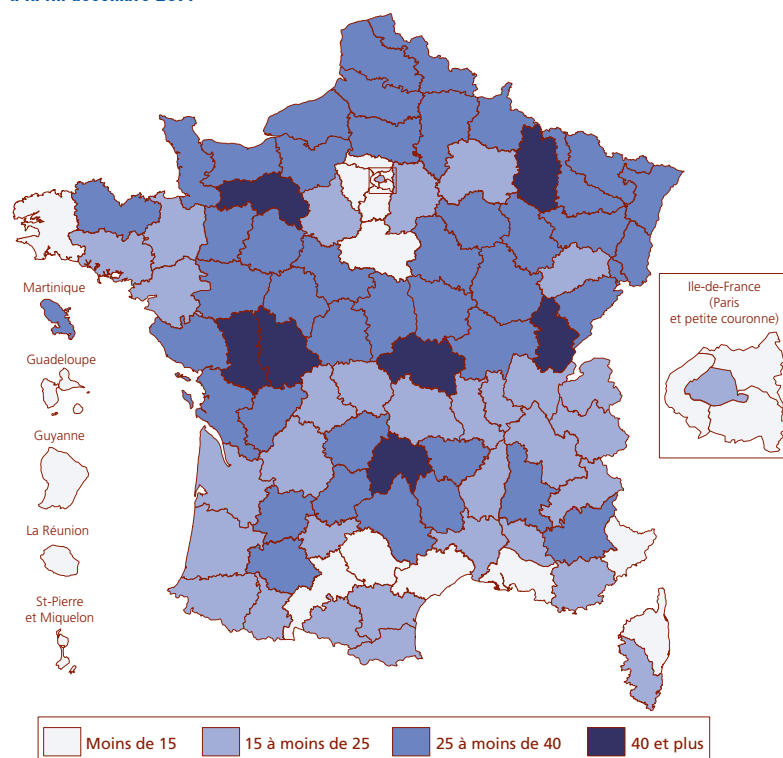 Martinique
Guadeloupe
Guyanne
La Réunion
St-Pierre
et Miquelon
Ile-de-France
(Paris
et petite couronne)
Moins de 15
15 à moins de 25
25 à moins de 40
40 et plus